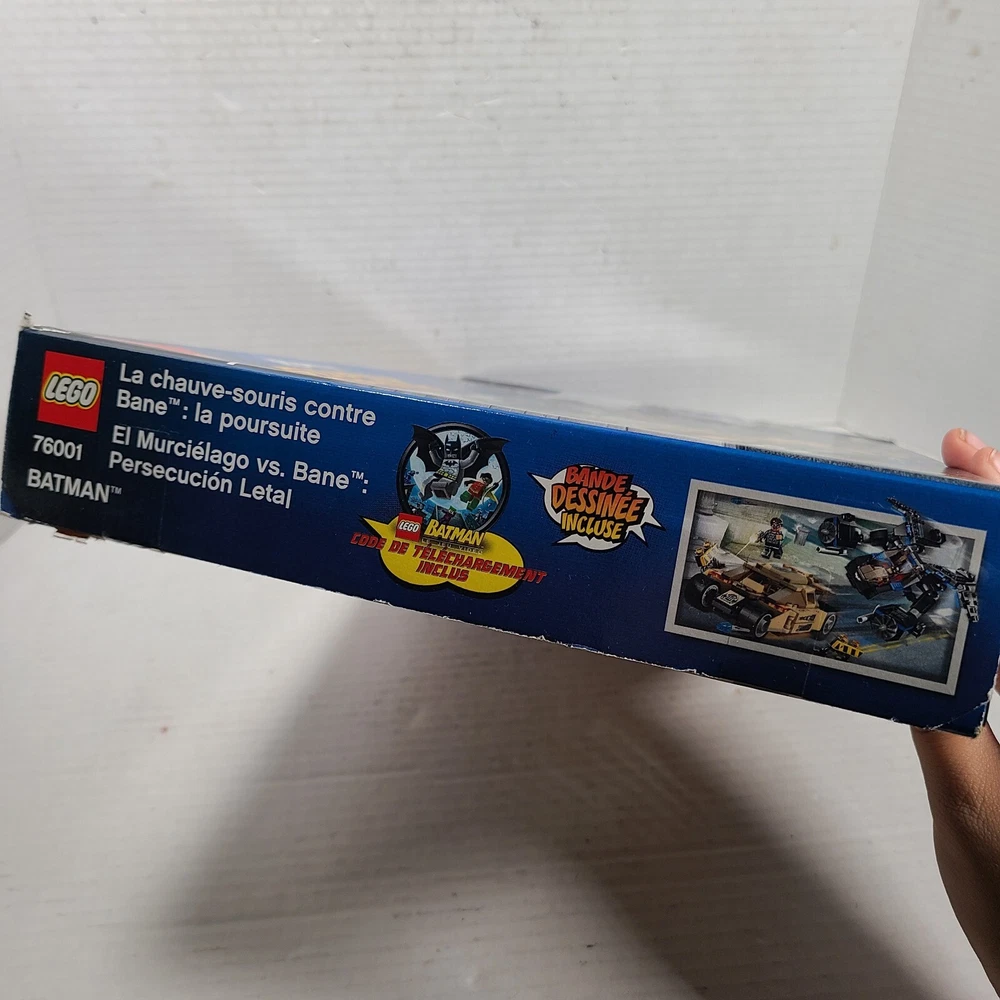 LEGO
76001
BATMAN™
La chauve-souris contre
Bane™ : la poursuite
El Murciélago vs. Bane™:
Persecución Letal
LEGO BATMAN
CODE DE TÉLÉCHARGEMENT
INCLUS
BANDE
DESSINÉE
INCLUSE